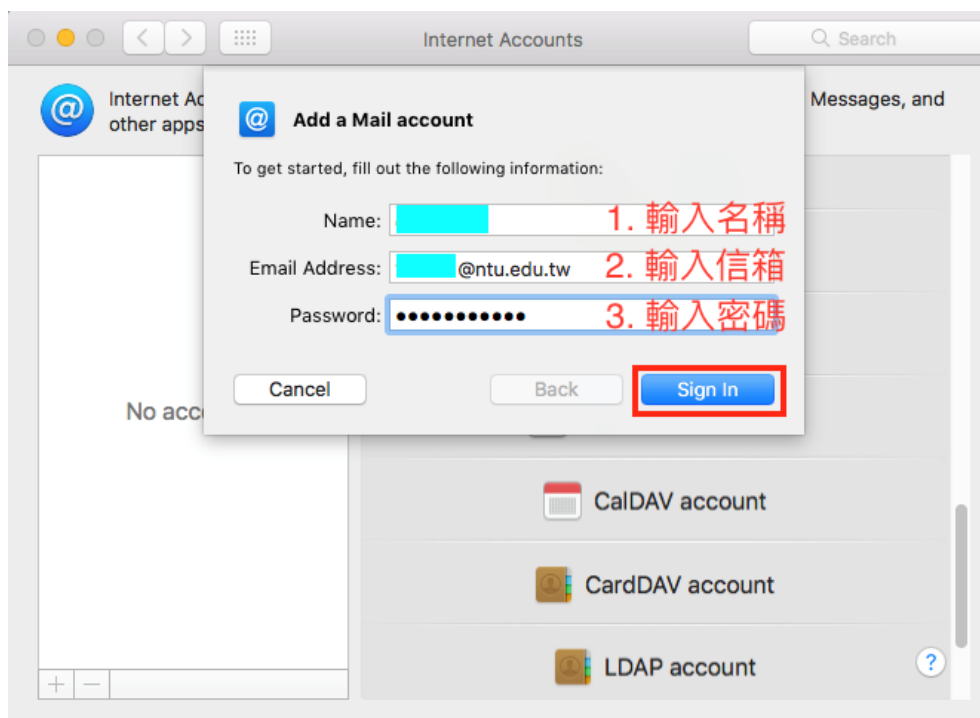 Internet Accounts
Search
Internet Ac
other apps
Messages, and
Add a Mail account
To get started, fill out the following information:
Name: 1. 輸入名稱
Email Address: @ntu.edu.tw 2. 輸入信箱
Password: ●●●●●●●●●●● 3. 輸入密碼
Cancel Back Sign In
No acco
CalDAV account
CardDAV account
LDAP account
?